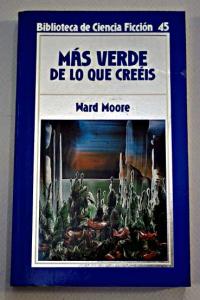 Biblioteca de Ciencia Ficción 45
MÁS VERDE
DE LO QUE CREÉIS
Ward Moore